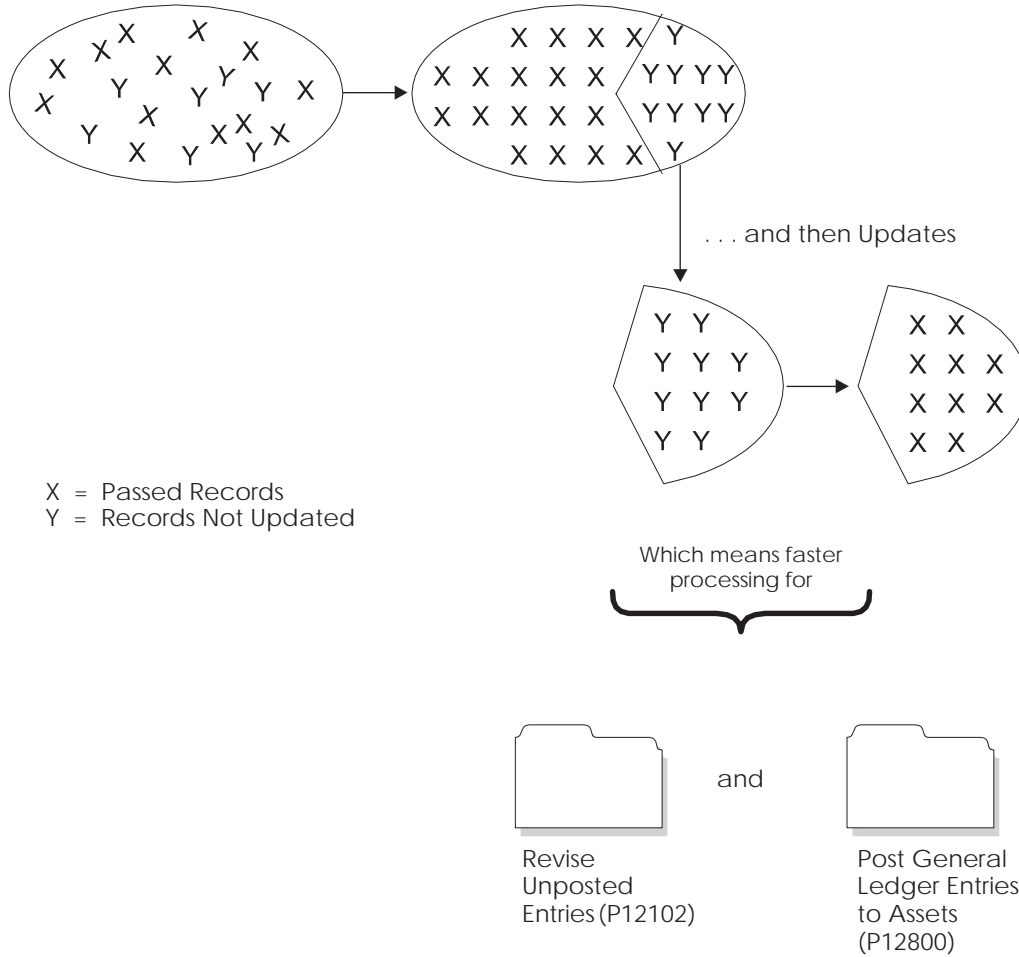 X X
X X
X X Y
Y Y Y X
X X
Y X X X
X Y Y
X X X X Y
X X X X X Y Y Y Y
X X X X X Y Y Y Y
X X X X Y
. . . and then Updates
Y Y
Y Y Y
Y Y Y
Y Y
X X
X X X
X X X
X X
X = Passed Records
Y = Records Not Updated
Which means faster
processing for
and
Revise
Unposted
Entries (P12102)
Post General
Ledger Entries
to Assets
(P12800)